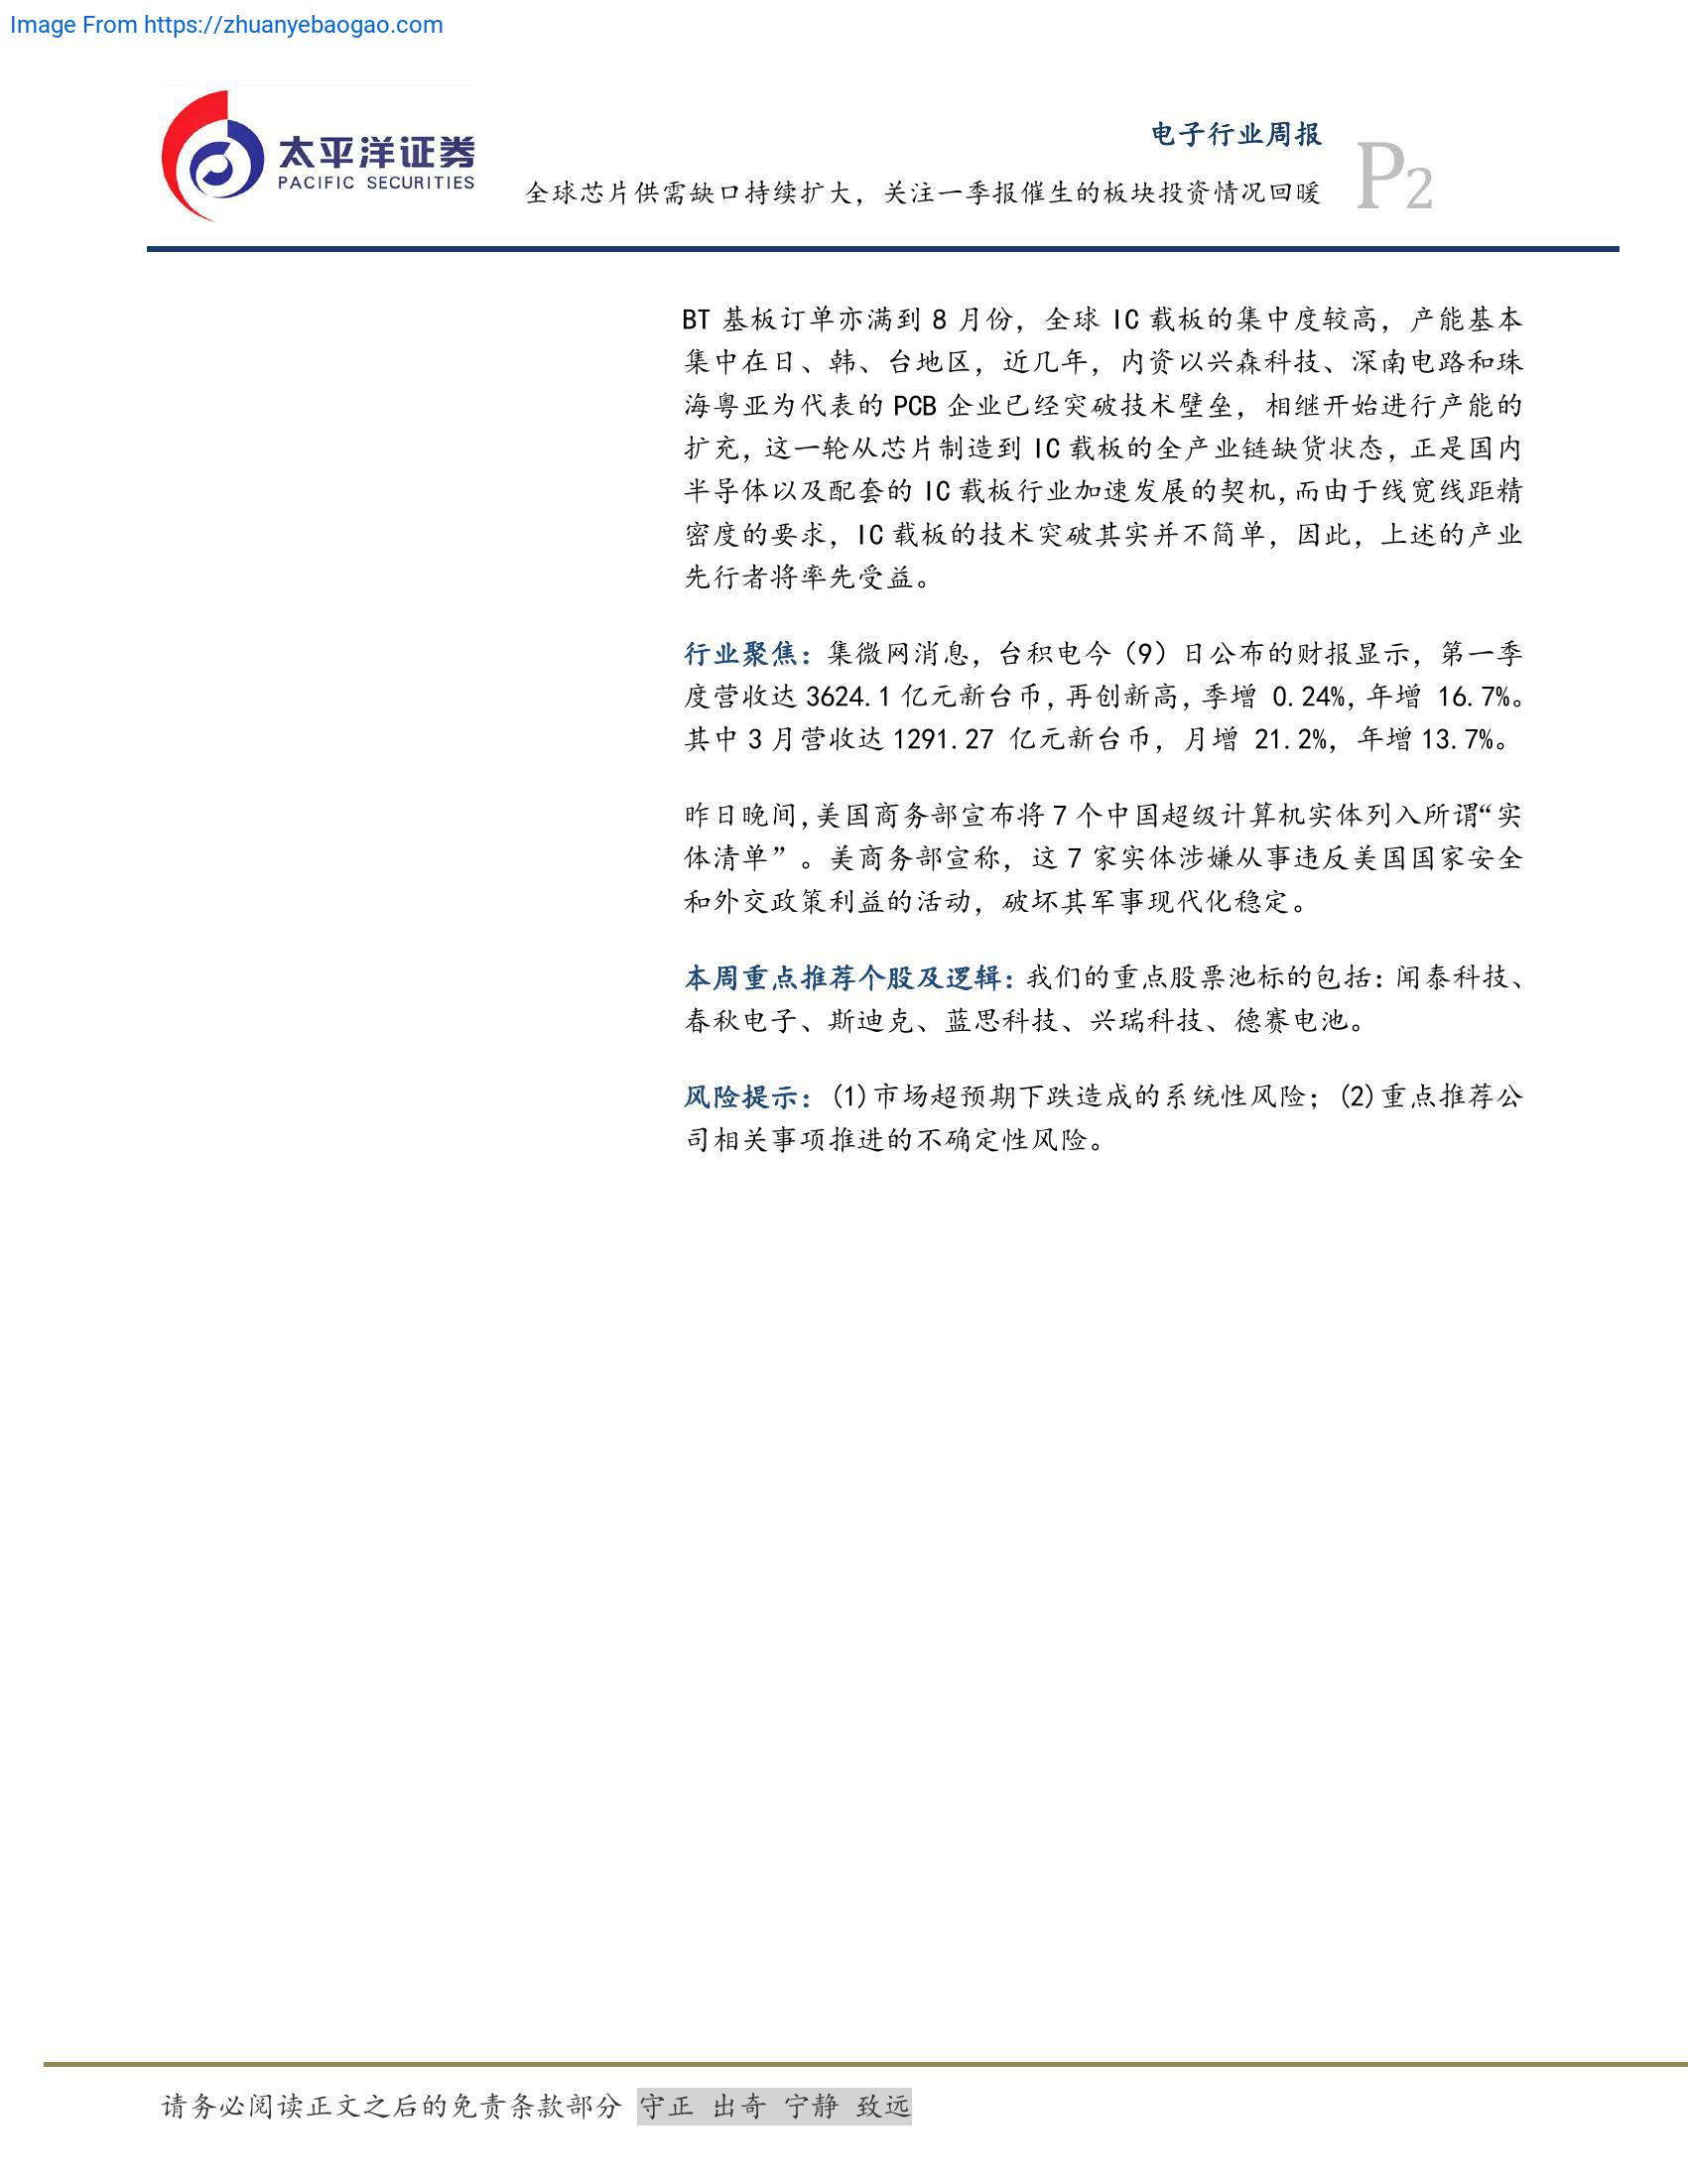 Image From https://zhuanyebaogao.com
太平洋证券
PACIFIC SECURITIES
电子行业周报
全球芯片供需缺口持续扩大，关注一季报催生的板块投资情况回暖
P2
BT 基板订单亦满到 8 月份，全球 IC 载板的集中度较高，产能基本
集中在日、韩、台地区，近几年，内资以兴森科技、深南电路和珠
海粤亚为代表的 PCB 企业已经突破技术壁垒，相继开始进行产能的
扩充，这一轮从芯片制造到 IC 载板的全产业链缺货状态，正是国内
半导体以及配套的 IC 载板行业加速发展的契机，而由于线宽线距精
密度的要求，IC 载板的技术突破其实并不简单，因此，上述的产业
先行者将率先受益。
行业聚焦：集微网消息，台积电今（9）日公布的财报显示，第一季
度营收达 3624.1 亿元新台币，再创新高，季增 0.24%，年增 16.7%。
其中 3 月营收达 1291.27 亿元新台币，月增 21.2%，年增 13.7%。
昨日晚间，美国商务部宣布将 7 个中国超级计算机实体列入所谓“实
体清单”。美商务部宣称，这 7 家实体涉嫌从事违反美国国家安全
和外交政策利益的活动，破坏其军事现代化稳定。
本周重点推荐个股及逻辑：我们的重点股票池标的包括：闻泰科技、
春秋电子、斯迪克、蓝思科技、兴瑞科技、德赛电池。
风险提示：(1)市场超预期下跌造成的系统性风险；(2)重点推荐公
司相关事项推进的不确定性风险。
请务必阅读正文之后的免责条款部分 守正 出奇 宁静 致远